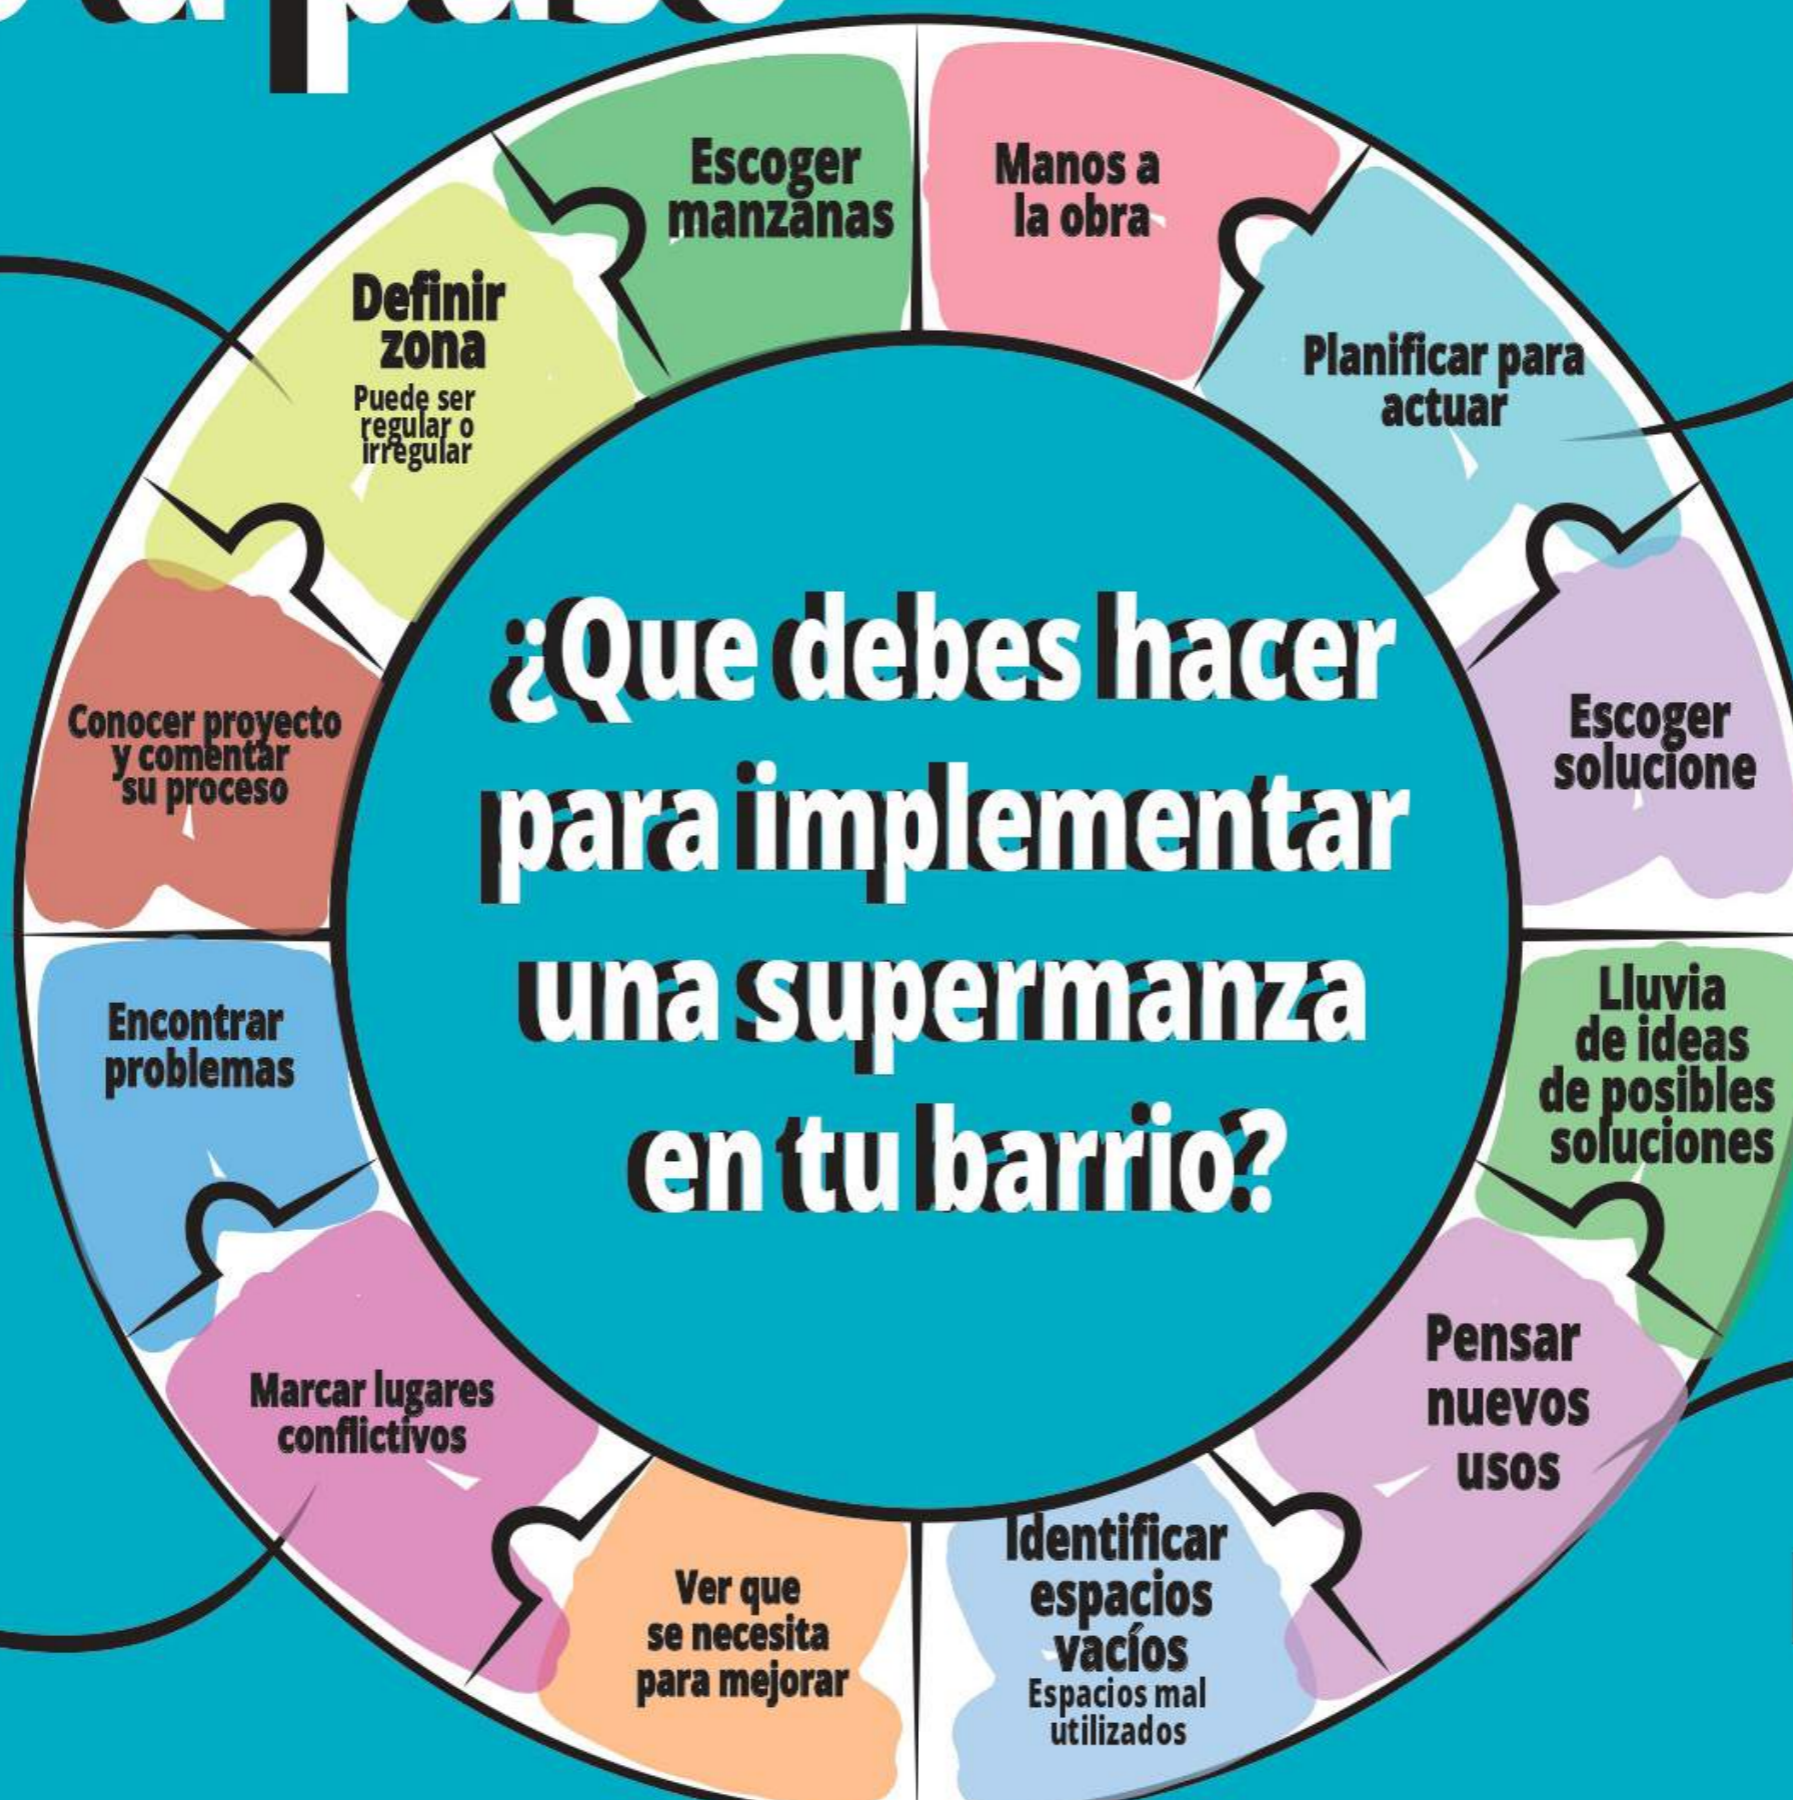 a paso
Escoger
manzanas
Manos a
la obra
Planificar para
actuar
Escoger
solucione
Lluvia
de ideas
de posibles
soluciones
Pensar
nuevos
usos
Identificar
espacios
vacíos
Espacios mal
utilizados
Ver que
se necesita
para mejorar
Marcar lugares
conflictivos
Encontrar
problemas
Conocer proyecto
y comentar
su proceso
Definir
zona
Puede ser
regular o
irregular
¿Que debes hacer
para implementar
una supermanza
en tu barrio?